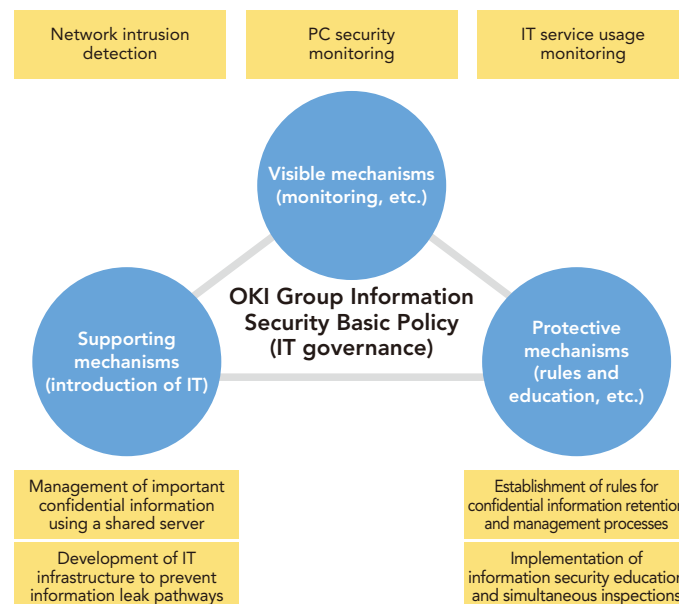 Network intrusion
detection
PC security
monitoring
IT service usage
monitoring
Visible mechanisms
(monitoring, etc.)
OKI Group Information
Security Basic Policy
(IT governance)
Supporting
mechanisms
(introduction of IT)
Protective
mechanisms
(rules and
education, etc.)
Management of important
confidential information
using a shared server
Development of IT
infrastructure to prevent
information leak pathways
Establishment of rules for
confidential information retention
and management processes
Implementation of
information security education
and simultaneous inspections